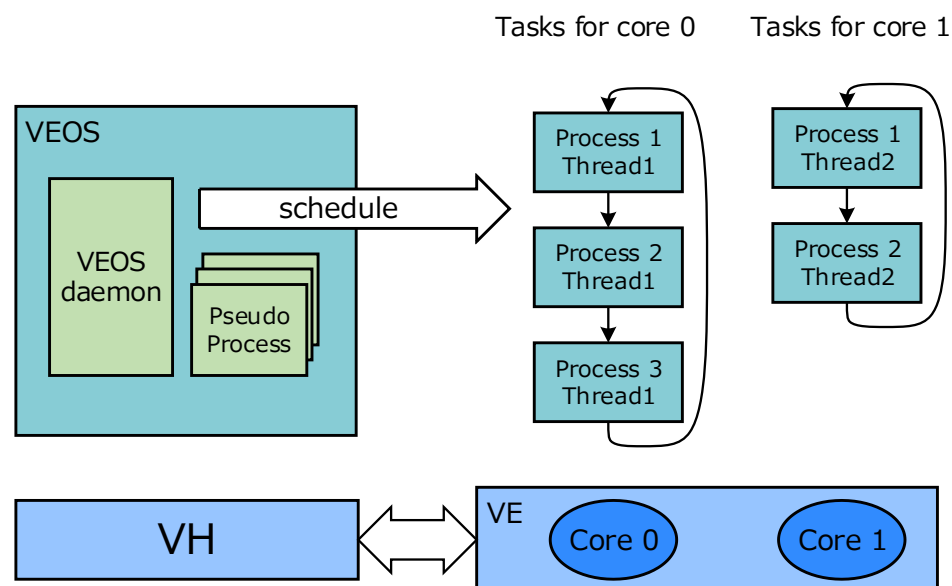 Tasks for core 0
Tasks for core 1
VEOS
VEOS
daemon
Pseudo
Process
schedule
Process 1
Thread1
Process 2
Thread1
Process 3
Thread1
Process 1
Thread2
Process 2
Thread2
VH
VE
Core 0
Core 1